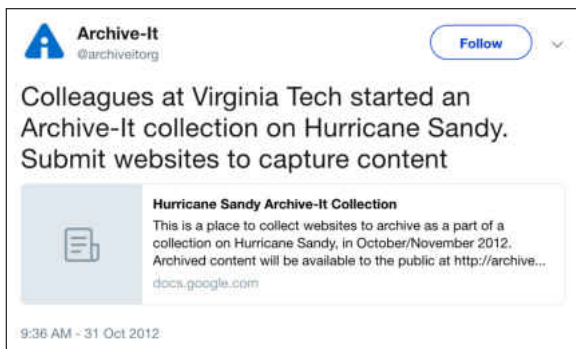 Archive-It
@archiveitorg
Follow
Colleagues at Virginia Tech started an
Archive-It collection on Hurricane Sandy.
Submit websites to capture content
Hurricane Sandy Archive-It Collection
This is a place to collect websites to archive as a part of a
collection on Hurricane Sandy, in October/November 2012.
Archived content will be available to the public at http://archive...
docs.google.com
9:36 AM - 31 Oct 2012